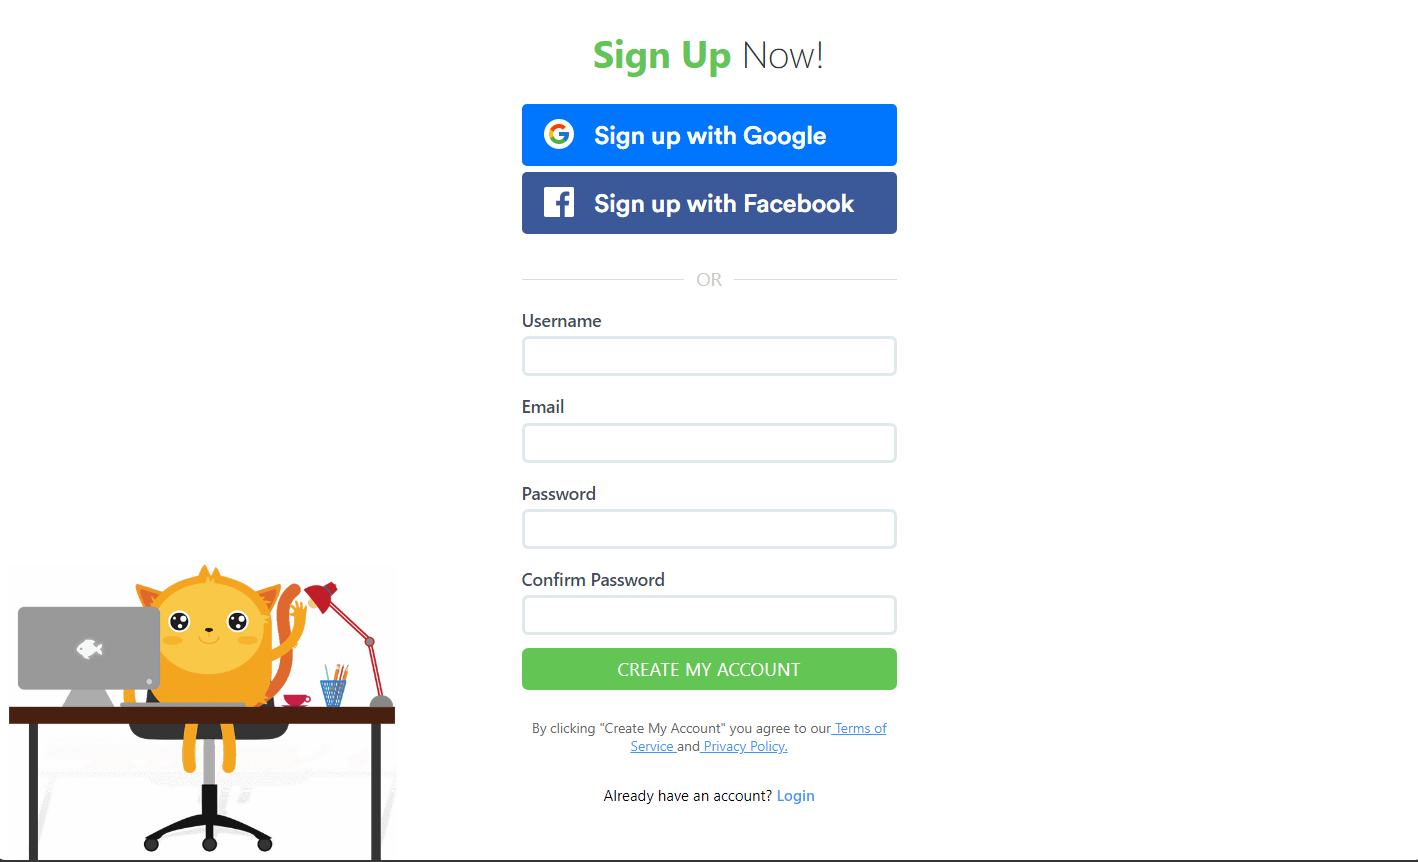 Sign Up Now!
Sign up with Google
Sign up with Facebook
OR
Username
Email
Password
Confirm Password
CREATE MY ACCOUNT
By clicking "Create My Account" you agree to our Terms of
Service and Privacy Policy.
Already have an account? Login